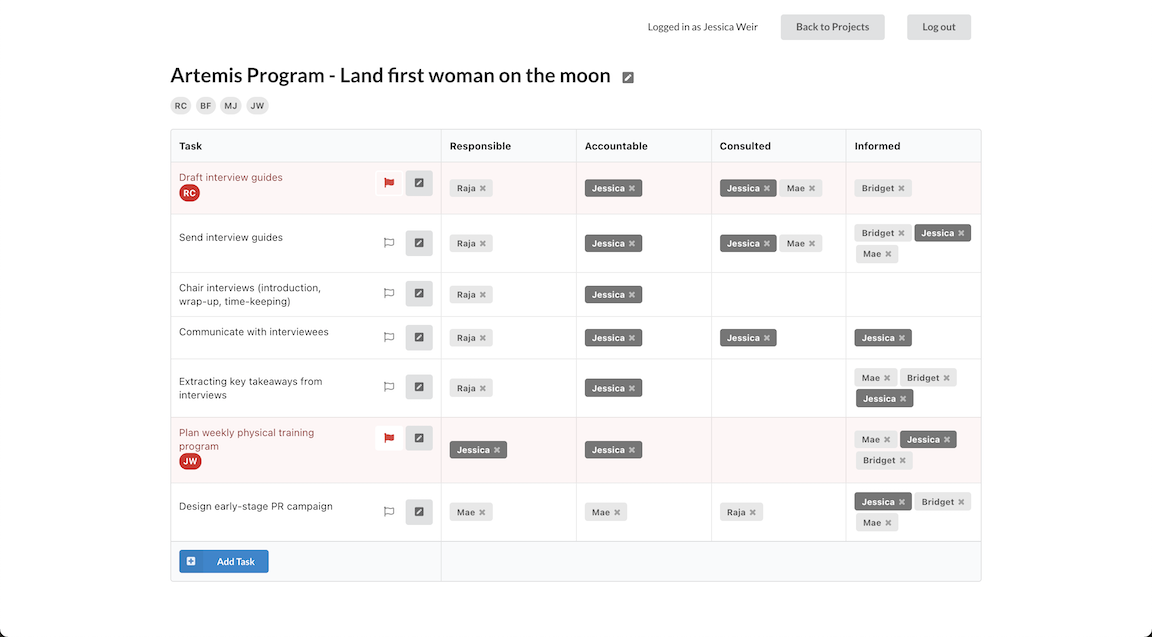 Logged in as Jessica Weir Back to Projects Log out
Artemis Program - Land first woman on the moon
RC BF MJ JW
Task Responsible Accountable Consulted Informed
Draft interview guides
RC
Raja Jessica Jessica Mae Bridget
Send interview guides
Raja Jessica Jessica Mae Bridget Jessica
Mae
Chair interviews (introduction,
wrap-up, time-keeping)
Raja Jessica
Communicate with interviewees
Raja Jessica Jessica Jessica
Extracting key takeaways from
interviews
Raja Jessica Mae Bridget
Jessica
Plan weekly physical training
program
JW
Jessica Jessica Mae Jessica
Bridget
Design early-stage PR campaign
Mae Mae Raja Jessica Bridget
Mae
Add Task